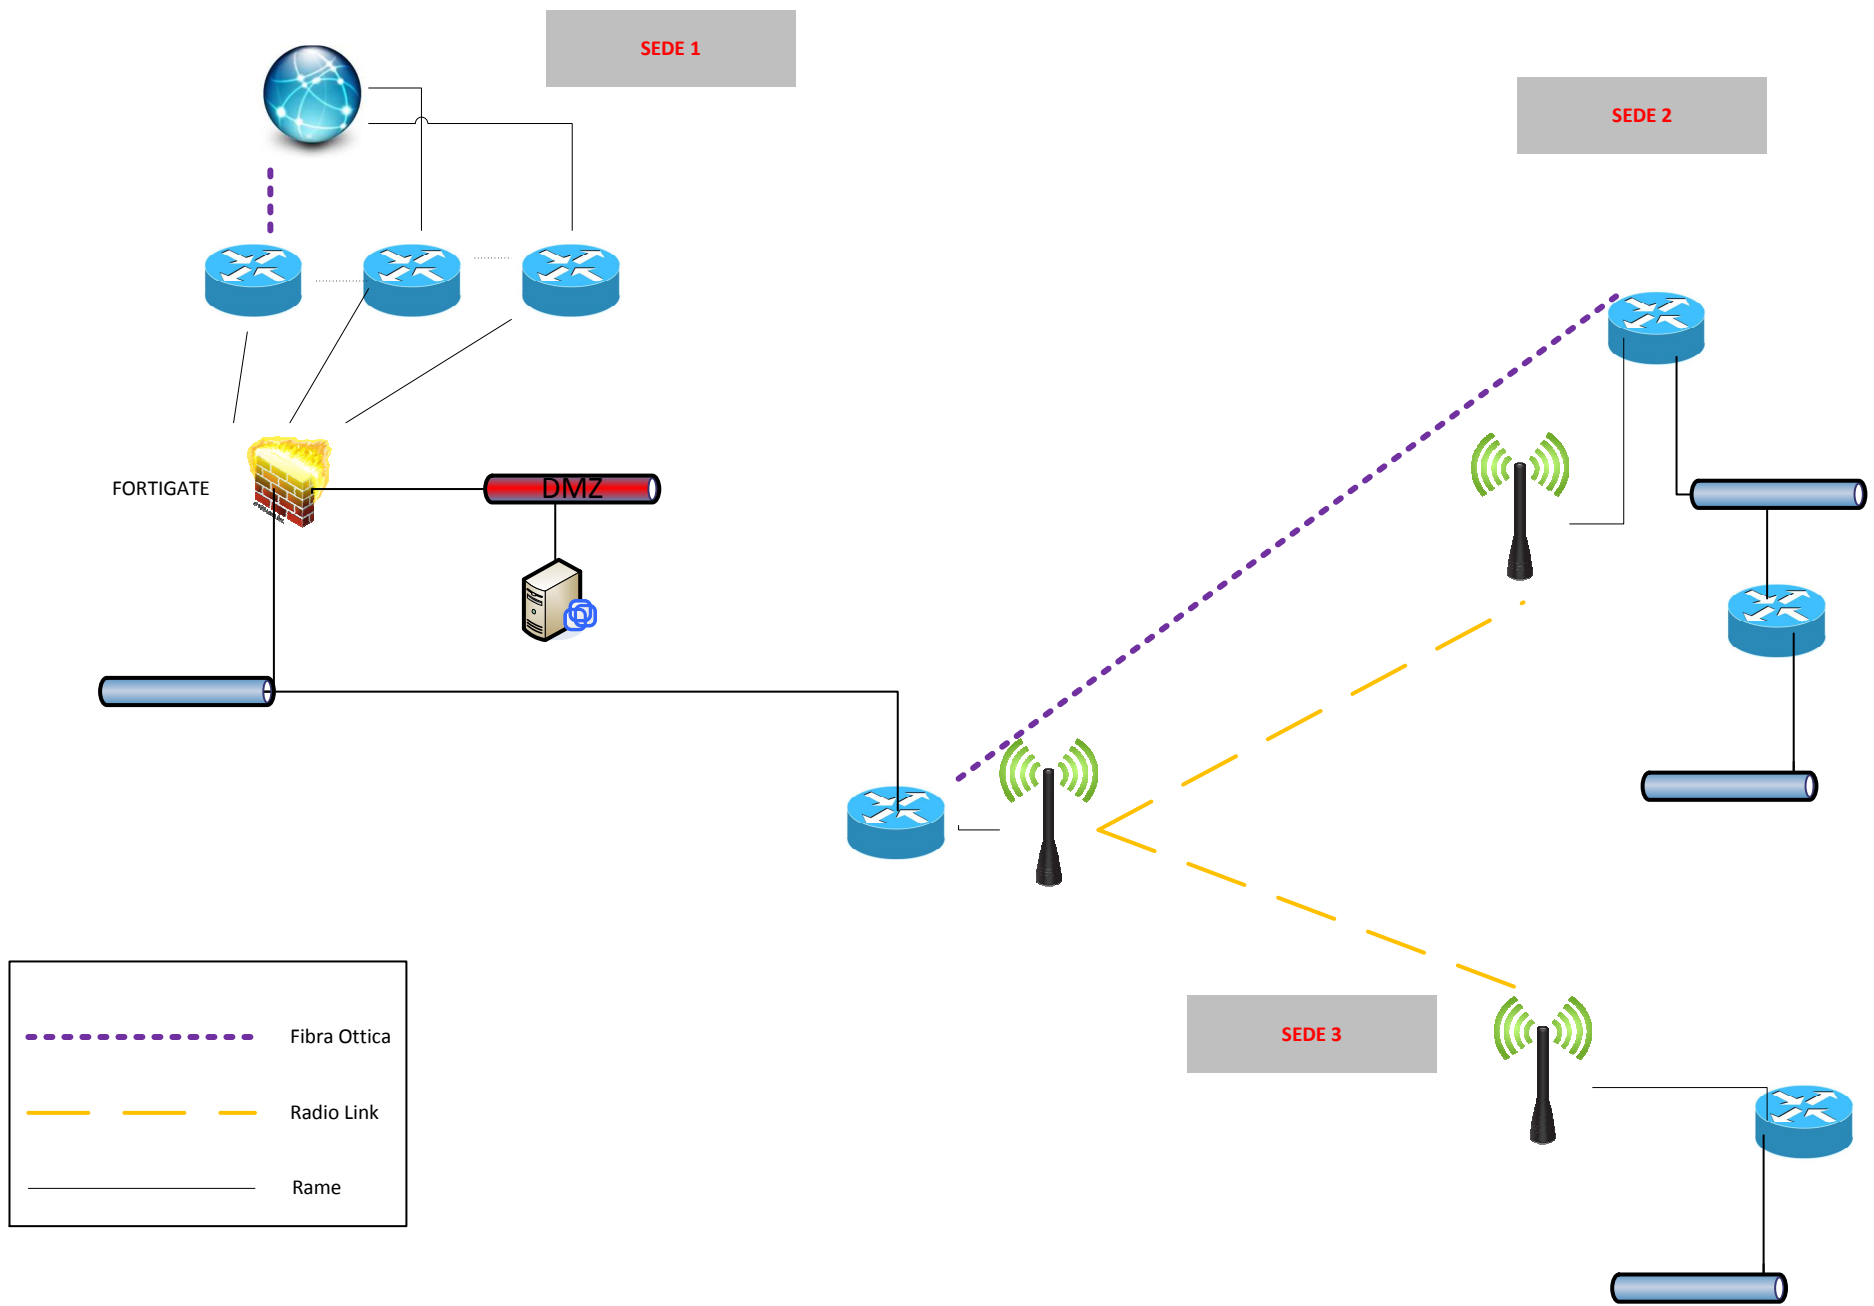 SEDE 1
SEDE 2
FORTIGATE
DMZ
SEDE 3
Fibra Ottica
Radio Link
Rame